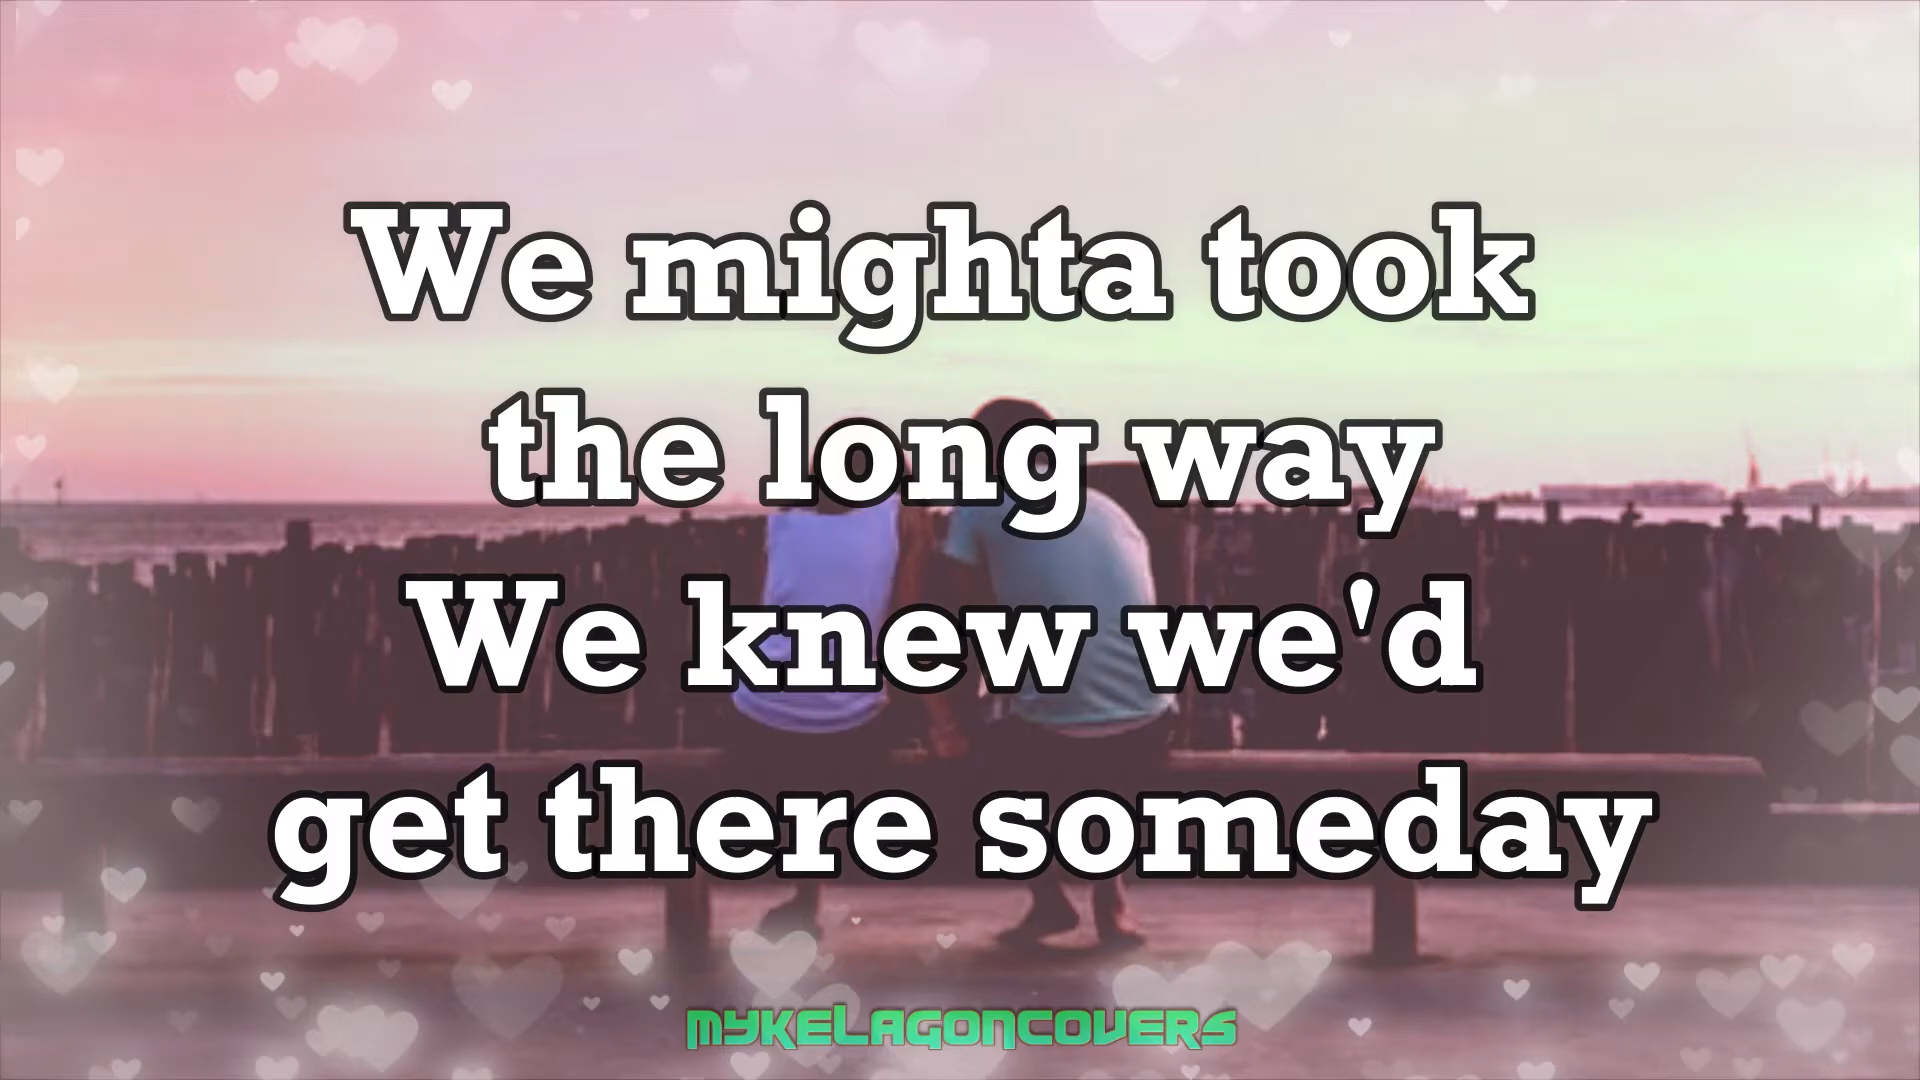 We mighta took
the long way
We knew we'd
get there someday
MYKELAGONCOVERS